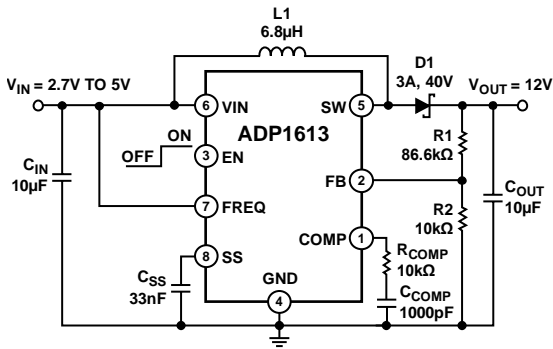 L1
6.8µH
D1
3A, 40V
V_IN = 2.7V TO 5V
V_OUT = 12V
6
VIN
SW
5
ADP1613
ON
OFF
3
EN
R1
86.6kΩ
C_IN
10µF
FB
2
C_OUT
10µF
7
FREQ
R2
10kΩ
COMP
1
R_COMP
10kΩ
8
SS
C_SS
33nF
GND
4
C_COMP
1000pF